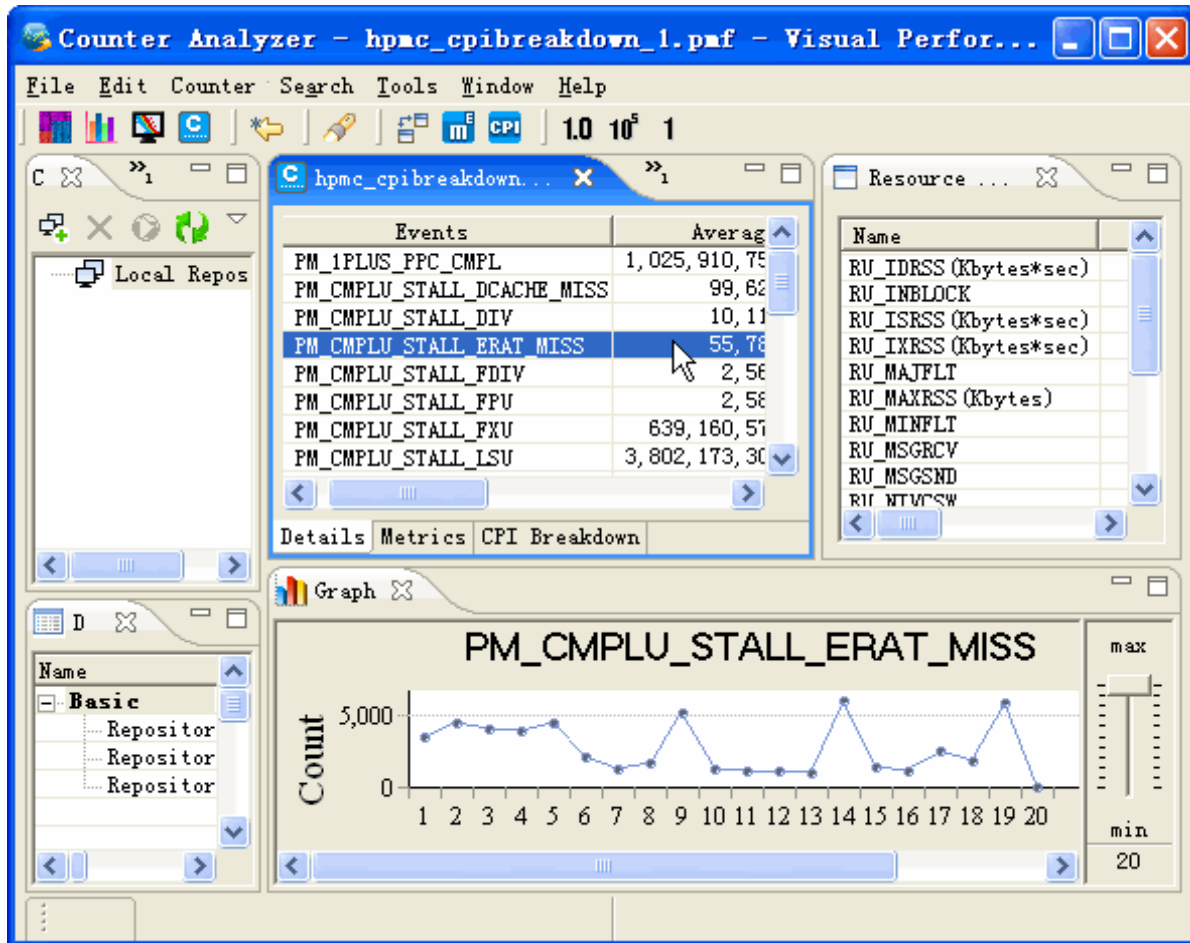 Counter Analyzer - hpmc_cpibreakdown_1.pmf - Visual Perfor...
File Edit Counter Search Tools Window Help
C CPI 1.0 10⁵ 1
C »1
C hpmc_cpibreakdown... »1
Resource ...
Local Repos
Events Averag
PM_1PLUS_PPC_CMPL 1,025,910,75
PM_CMPLU_STALL_DCACHE_MISS 99,62
PM_CMPLU_STALL_DIV 10,11
PM_CMPLU_STALL_ERAT_MISS 55,78
PM_CMPLU_STALL_FDIV 2,56
PM_CMPLU_STALL_FPU 2,58
PM_CMPLU_STALL_FXU 639,160,57
PM_CMPLU_STALL_LSU 3,802,173,30
Details Metrics CPI Breakdown
Name
RU_IDRSS(Kbytes*sec)
RU_INBLOCK
RU_ISRSS(Kbytes*sec)
RU_IXRSS(Kbytes*sec)
RU_MAJFLT
RU_MAXRSS(Kbytes)
RU_MINFLT
RU_MSGRCV
RU_MSGSND
RU_NIVCSW
D
Name
Basic
Repositor
Repositor
Repositor
Graph
PM_CMPLU_STALL_ERAT_MISS
Count
5,000
0
1 2 3 4 5 6 7 8 9 10 11 12 13 14 15 16 17 18 19 20
max
min
20